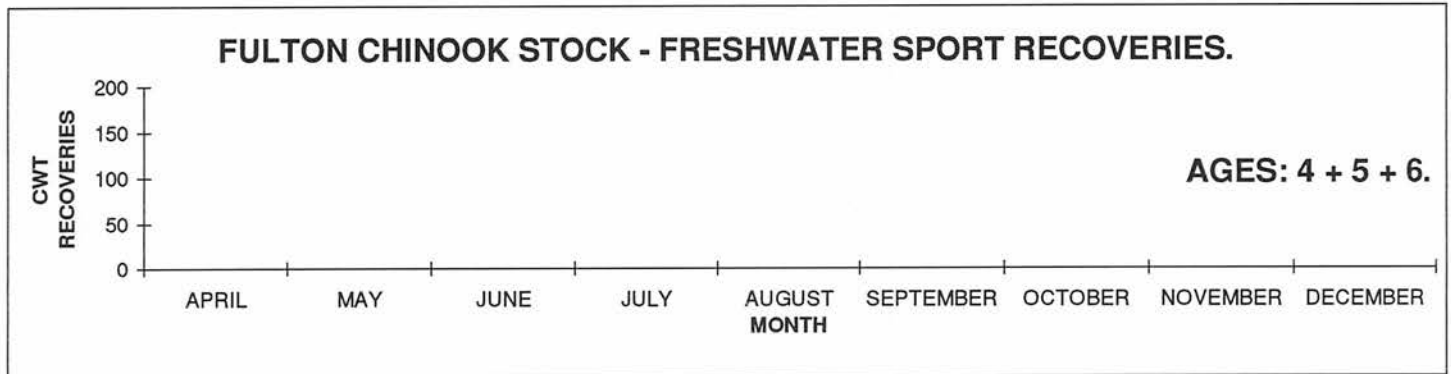 FULTON CHINOOK STOCK - FRESHWATER SPORT RECOVERIES.
200
150
100
50
0
CWT
RECOVERIES
AGES: 4 + 5 + 6.
APRIL MAY JUNE JULY AUGUST SEPTEMBER OCTOBER NOVEMBER DECEMBER
MONTH